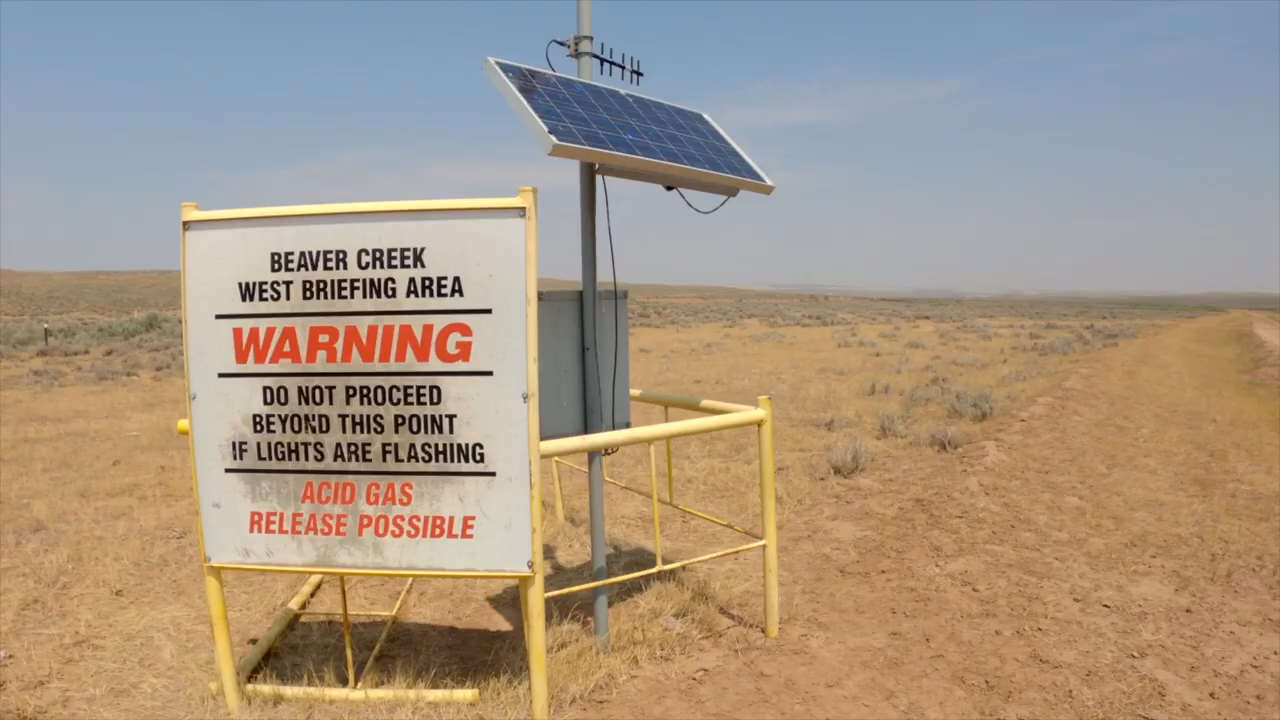 BEAVER CREEK
WEST BRIEFING AREA
WARNING
DO NOT PROCEED
BEYOND THIS POINT
IF LIGHTS ARE FLASHING
ACID GAS
RELEASE POSSIBLE